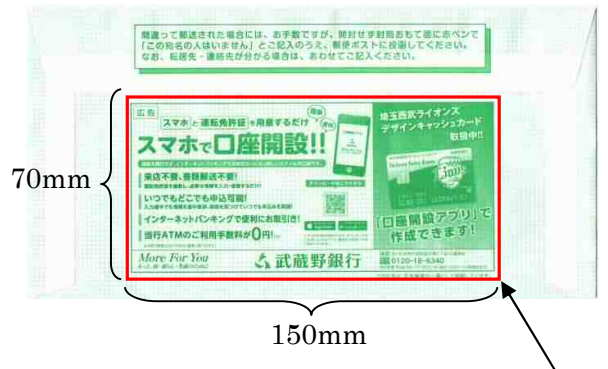 間違って郵送された場合には、お手数ですが、開封せず封筒おもて面に赤ペンで
「この宛名の人はいません」とご記入のうえ、郵便ポストに投函してください。
なお、転居先・連絡先が分かる場合は、あわせてご記入ください。
広告
スマホと運転免許証を用意するだけ
簡単
便利
スマホで口座開設!!
来店不要、書類郵送不要!
いつでもどこでも申込可能!
インターネットバンキングで便利にお取引き!
当行ATMのご利用手数料が0円!
埼玉西武ライオンズ
デザインキャッシュカード
取扱中!!
「口座開設アプリ」で
作成できます!
More For You
武蔵野銀行
0120-18-6340
70mm
150mm